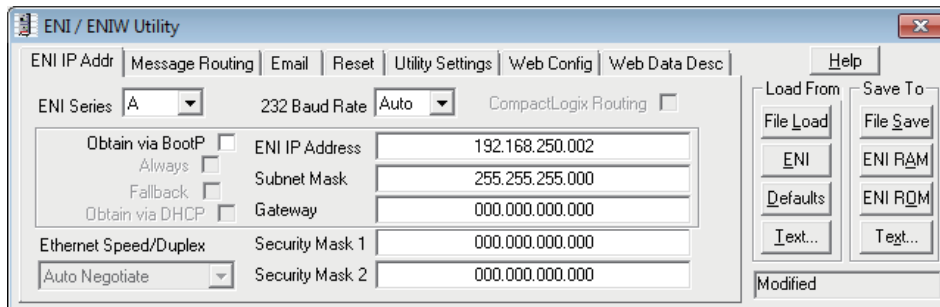 ENI / ENIW Utility
ENI IP Addr Message Routing Email Reset Utility Settings Web Config Web Data Desc Help
ENI Series A 232 Baud Rate Auto CompactLogix Routing
Load From Save To
Obtain via BootP ENI IP Address 192.168.250.002 File Load File Save
Always
Fallback Subnet Mask 255.255.255.000 ENI ENI RAM
Obtain via DHCP Gateway 000.000.000.000 Defaults ENI ROM
Ethernet Speed/Duplex Security Mask 1 000.000.000.000 Text... Text...
Auto Negotiate Security Mask 2 000.000.000.000 Modified